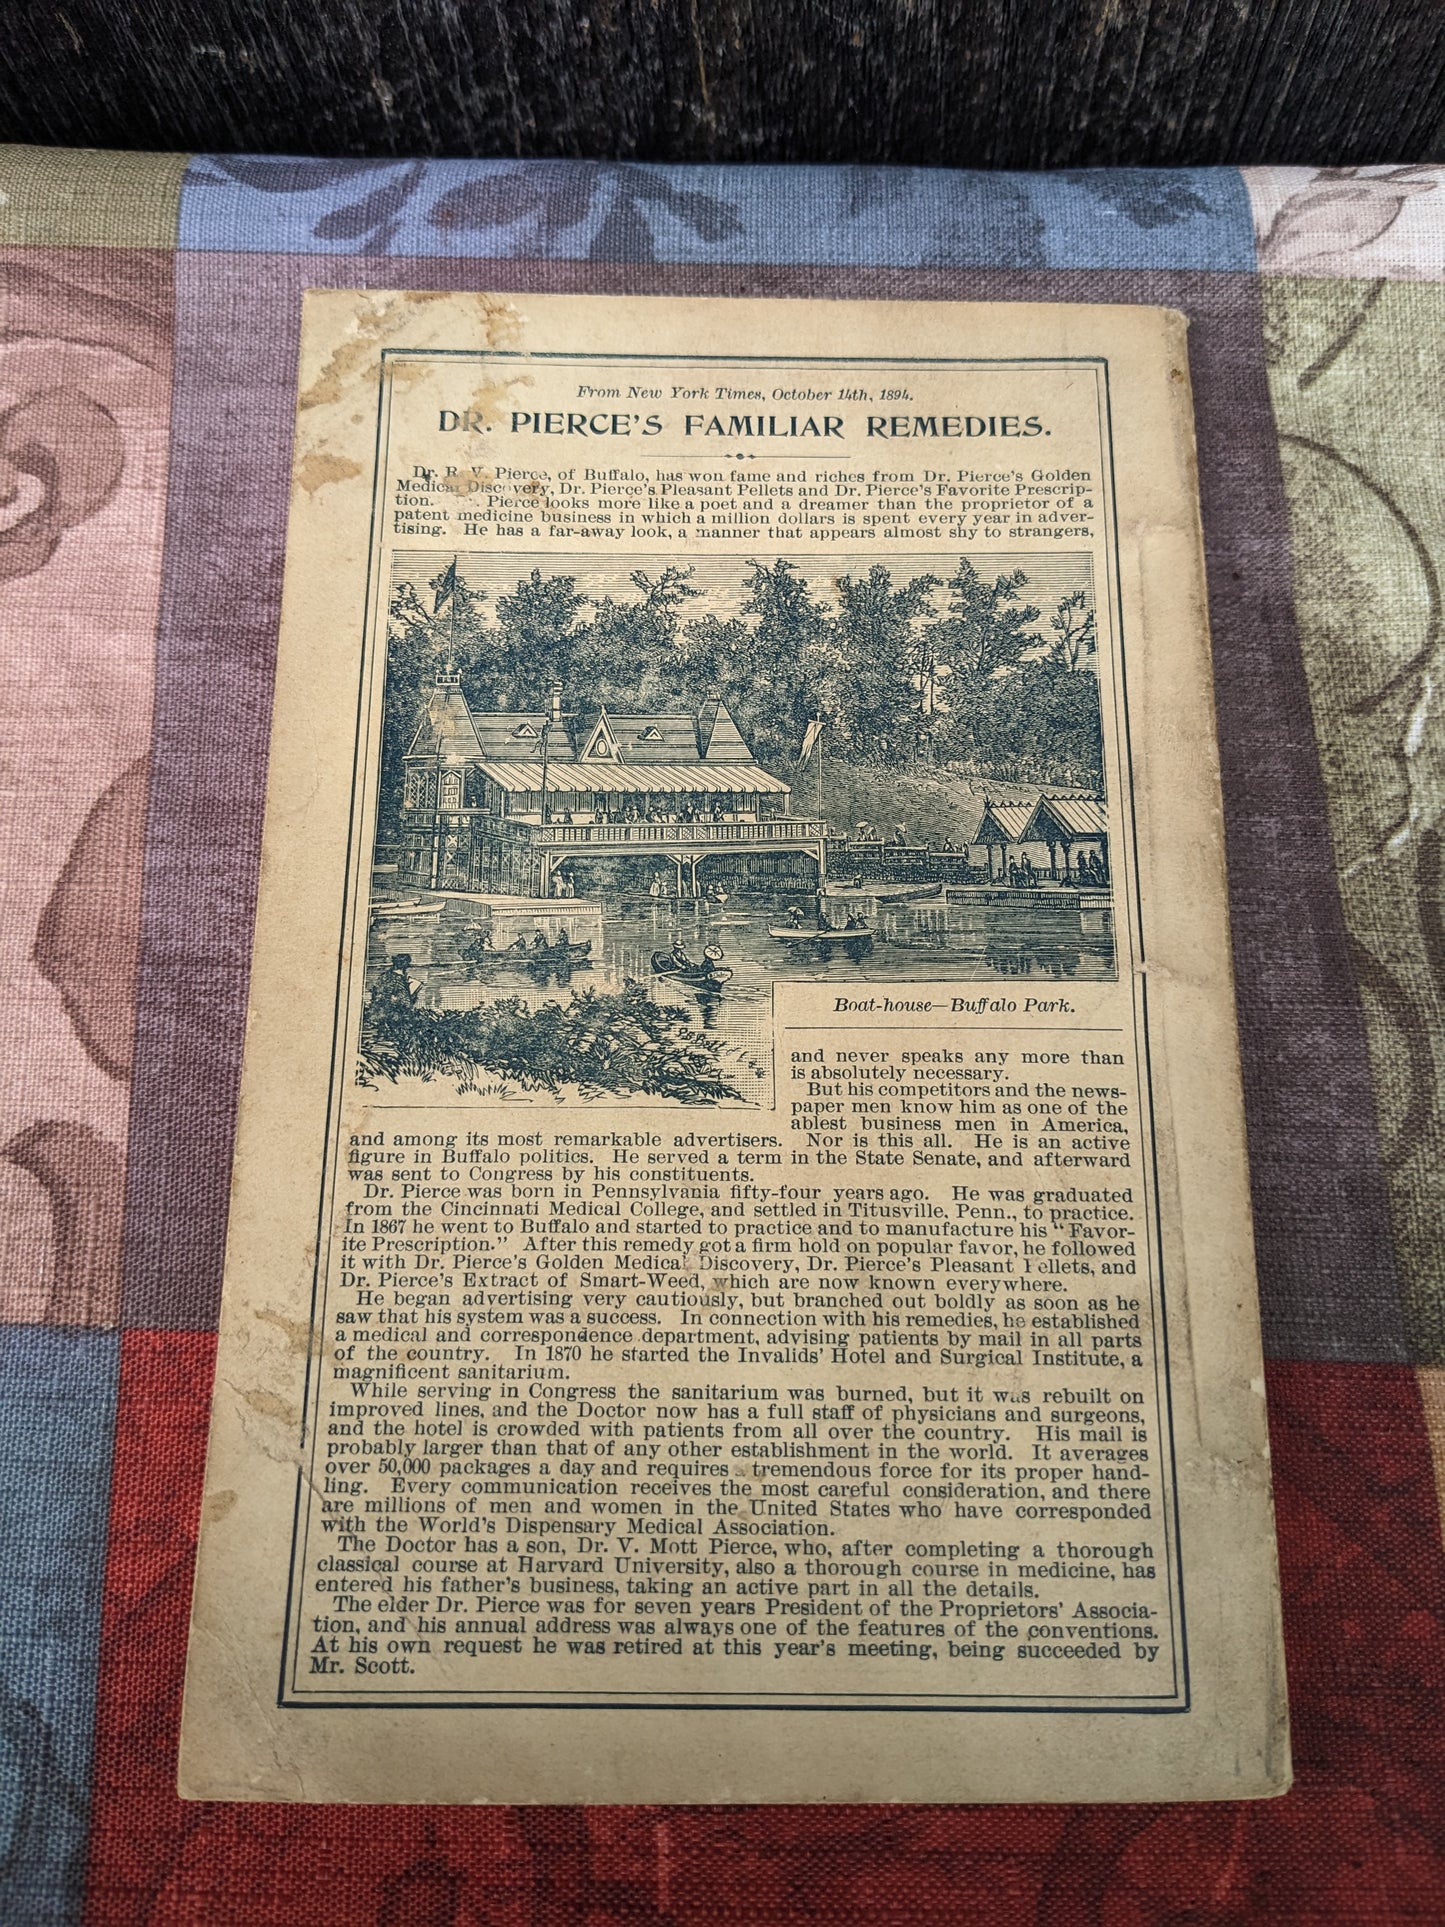 From New York Times, October 14th, 1894.
DR. PIERCE'S FAMILIAR REMEDIES.
Dr. R. V. Pierce, of Buffalo, has won fame and riches from Dr. Pierce's Golden
Medical Discovery, Dr. Pierce's Pleasant Pellets and Dr. Pierce's Favorite Prescrip-
tion. Pierce looks more like a poet and a dreamer than the proprietor of a
patent medicine business in which a million dollars is spent every year in adver-
tising. He has a far-away look, a manner that appears almost shy to strangers,
Boat-house—Buffalo Park.
and never speaks any more than
is absolutely necessary.
But his competitors and the news-
paper men know him as one of the
ablest business men in America,
and among its most remarkable advertisers. Nor is this all. He is an active
figure in Buffalo politics. He served a term in the State Senate, and afterward
was sent to Congress by his constituents.
Dr. Pierce was born in Pennsylvania fifty-four years ago. He was graduated
from the Cincinnati Medical College, and settled in Titusville, Penn., to practice.
In 1867 he went to Buffalo and started to practice and to manufacture his "Favor-
ite Prescription." After this remedy got a firm hold on popular favor, he followed
it with Dr. Pierce's Golden Medical Discovery, Dr. Pierce's Pleasant Pellets, and
Dr. Pierce's Extract of Smart-Weed, which are now known everywhere.
He began advertising very cautiously, but branched out boldly as soon as he
saw that his system was a success. In connection with his remedies, he established
a medical and correspondence department, advising patients by mail in all parts
of the country. In 1870 he started the Invalids' Hotel and Surgical Institute, a
magnificent sanitarium.
While serving in Congress the sanitarium was burned, but it was rebuilt on
improved lines, and the Doctor now has a full staff of physicians and surgeons,
and the hotel is crowded with patients from all over the country. His mail is
probably larger than that of any other establishment in the world. It averages
over 50,000 packages a day and requires tremendous force for its proper hand-
ling. Every communication receives the most careful consideration, and there
are millions of men and women in the United States who have corresponded
with the World's Dispensary Medical Association.
The Doctor has a son, Dr. V. Mott Pierce, who, after completing a thorough
classical course at Harvard University, also a thorough course in medicine, has
entered his father's business, taking an active part in all the details.
The elder Dr. Pierce was for seven years President of the Proprietors' Associa-
tion, and his annual address was always one of the features of the conventions.
At his own request he was retired at this year's meeting, being succeeded by
Mr. Scott.